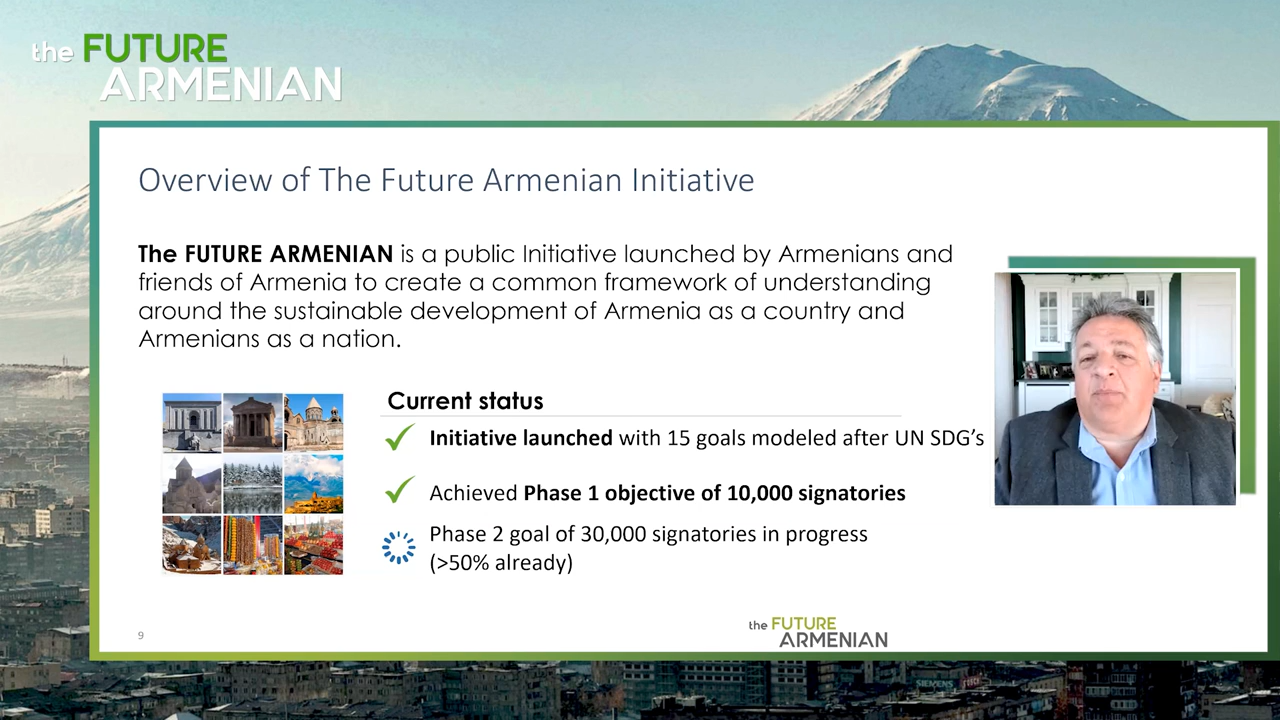 the FUTURE
ARMENIAN
Overview of The Future Armenian Initiative
The FUTURE ARMENIAN is a public Initiative launched by Armenians and
friends of Armenia to create a common framework of understanding
around the sustainable development of Armenia as a country and
Armenians as a nation.
Current status
Initiative launched with 15 goals modeled after UN SDG’s
Achieved Phase 1 objective of 10,000 signatories
Phase 2 goal of 30,000 signatories in progress
(>50% already)
9
the FUTURE
ARMENIAN
SIEMENS
BOSCH